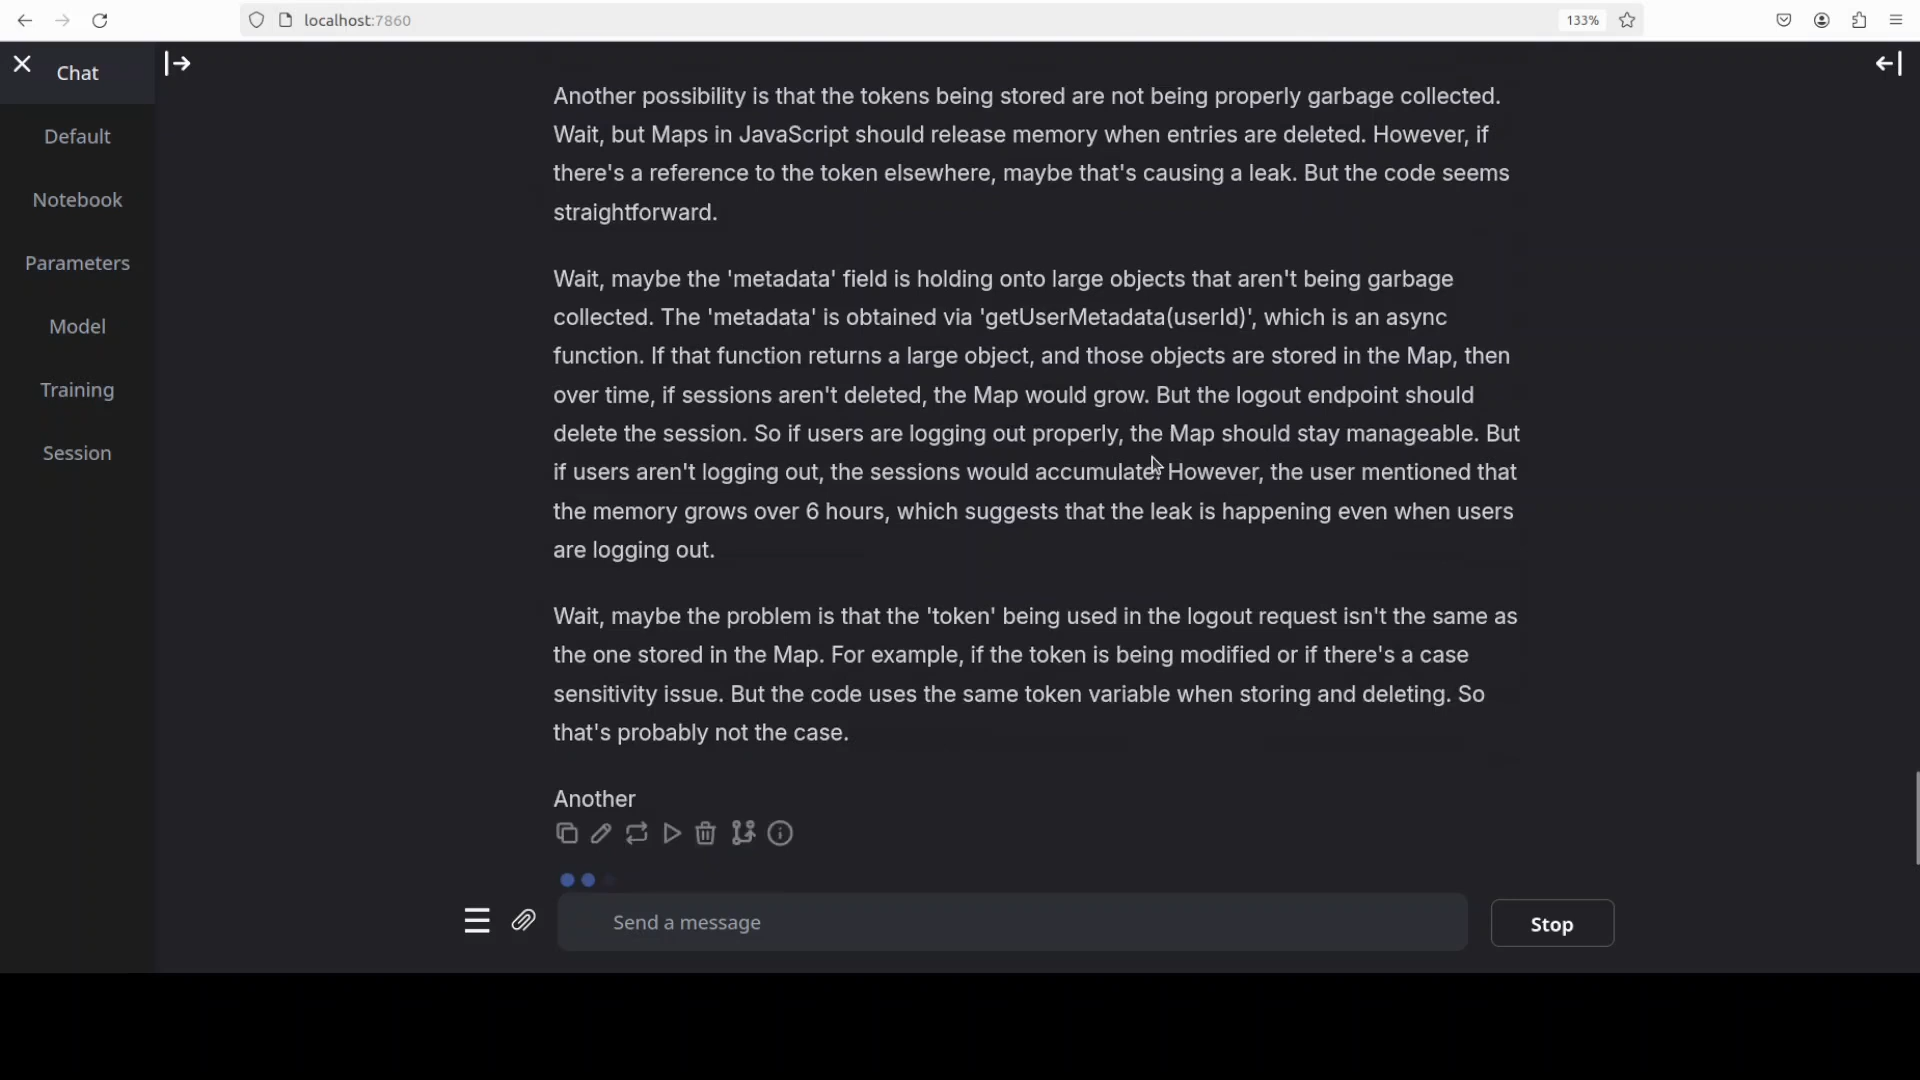 localhost:7860
133%
Chat
Default
Notebook
Parameters
Model
Training
Session
Another possibility is that the tokens being stored are not being properly garbage collected.
Wait, but Maps in JavaScript should release memory when entries are deleted. However, if
there's a reference to the token elsewhere, maybe that's causing a leak. But the code seems
straightforward.
Wait, maybe the 'metadata' field is holding onto large objects that aren't being garbage
collected. The 'metadata' is obtained via 'getUserMetadata(userId)', which is an async
function. If that function returns a large object, and those objects are stored in the Map, then
over time, if sessions aren't deleted, the Map would grow. But the logout endpoint should
delete the session. So if users are logging out properly, the Map should stay manageable. But
if users aren't logging out, the sessions would accumulate. However, the user mentioned that
the memory grows over 6 hours, which suggests that the leak is happening even when users
are logging out.
Wait, maybe the problem is that the 'token' being used in the logout request isn't the same as
the one stored in the Map. For example, if the token is being modified or if there's a case
sensitivity issue. But the code uses the same token variable when storing and deleting. So
that's probably not the case.
Another
Send a message
Stop